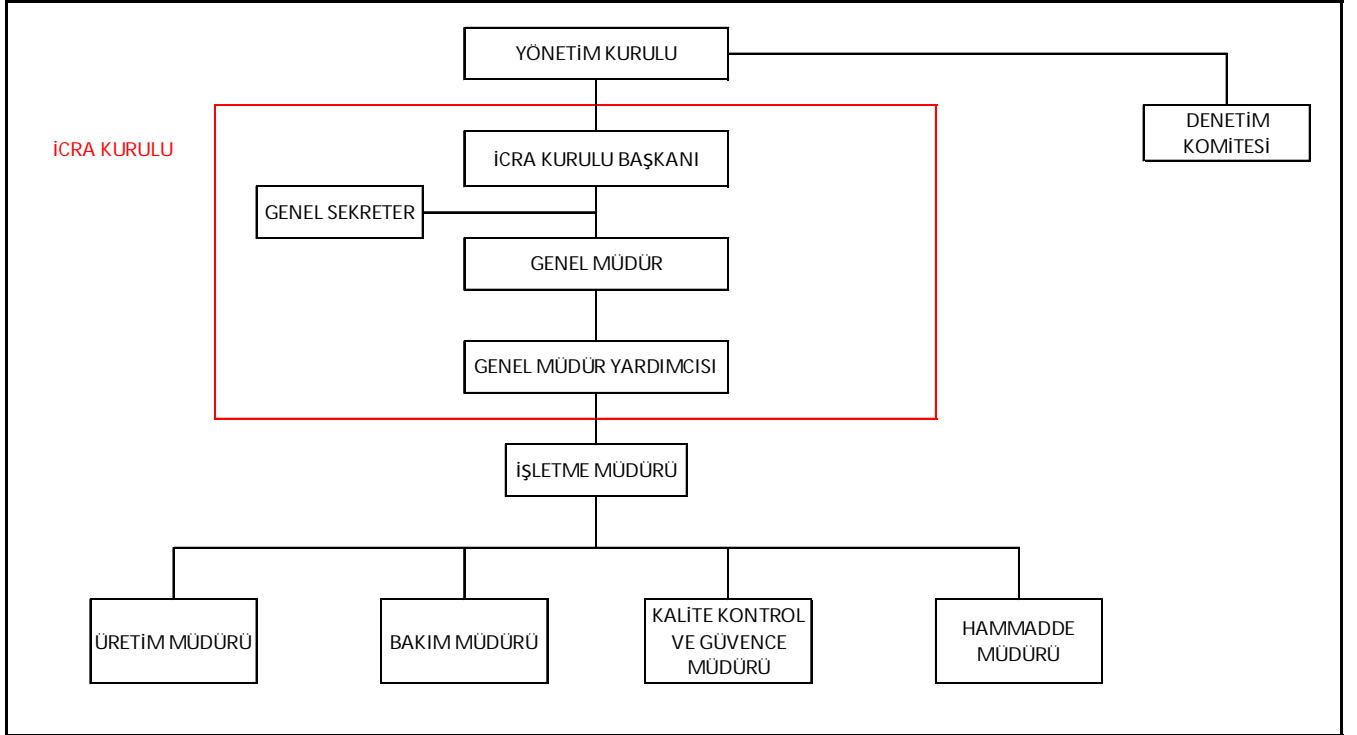 YÖNETİM KURULU
DENETİM
KOMİTESİ
İCRA KURULU
İCRA KURULU BAŞKANI
GENEL SEKRETER
GENEL MÜDÜR
GENEL MÜDÜR YARDIMCISI
İŞLETME MÜDÜRÜ
ÜRETİM MÜDÜRÜ
BAKIM MÜDÜRÜ
KALİTE KONTROL
VE GÜVENCE
MÜDÜRÜ
HAMMADDE
MÜDÜRÜ